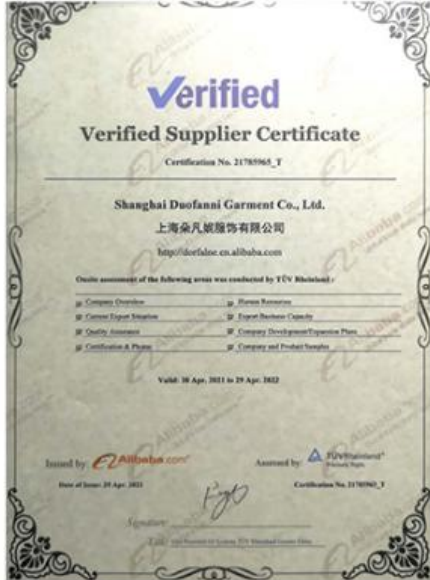 Verified
Verified Supplier Certificate
Certification No. 21785965_T
Shanghai Duofanni Garment Co., Ltd.
上海朵凡妮服饰有限公司
http://dorfalne.en.alibaba.com
Onsite assessment of the following areas was conducted by TÜV Rheinland :
Company Overview Human Resources
Current Export Situation Export Business Capacity
Quality Assurance Company Development/Expansion Plans
Certification & Photos Company and Product Samples
Valid: 30 Apr. 2021 to 29 Apr. 2022
Issued by: Alibaba.com Assessed by: TÜVRheinland
Date of Issue: 29 Apr. 2021 Certification No. 21785965_T
Signature